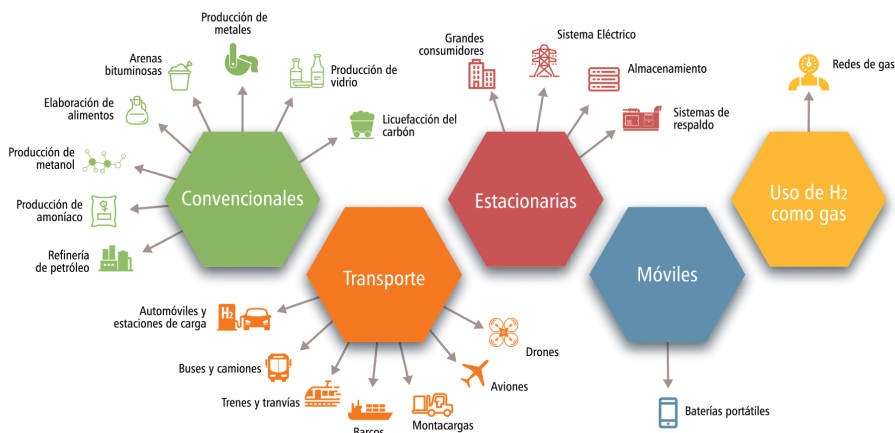 Producción de
metales
Arenas
bituminosas
Producción de
vidrio
Elaboración de
alimentos
Licuefacción del
carbón
Producción de
metanol
Producción de
amoníaco
Refinería
de petróleo
Convencionales
Grandes
consumidores
Sistema Eléctrico
Almacenamiento
Sistemas de
respaldo
Estacionarias
Redes de gas
Uso de H2
como gas
Transporte
Automóviles y
estaciones de carga
H2
Buses y camiones
Trenes y tranvías
Barcos
Montacargas
Aviones
Drones
Móviles
Baterías portátiles